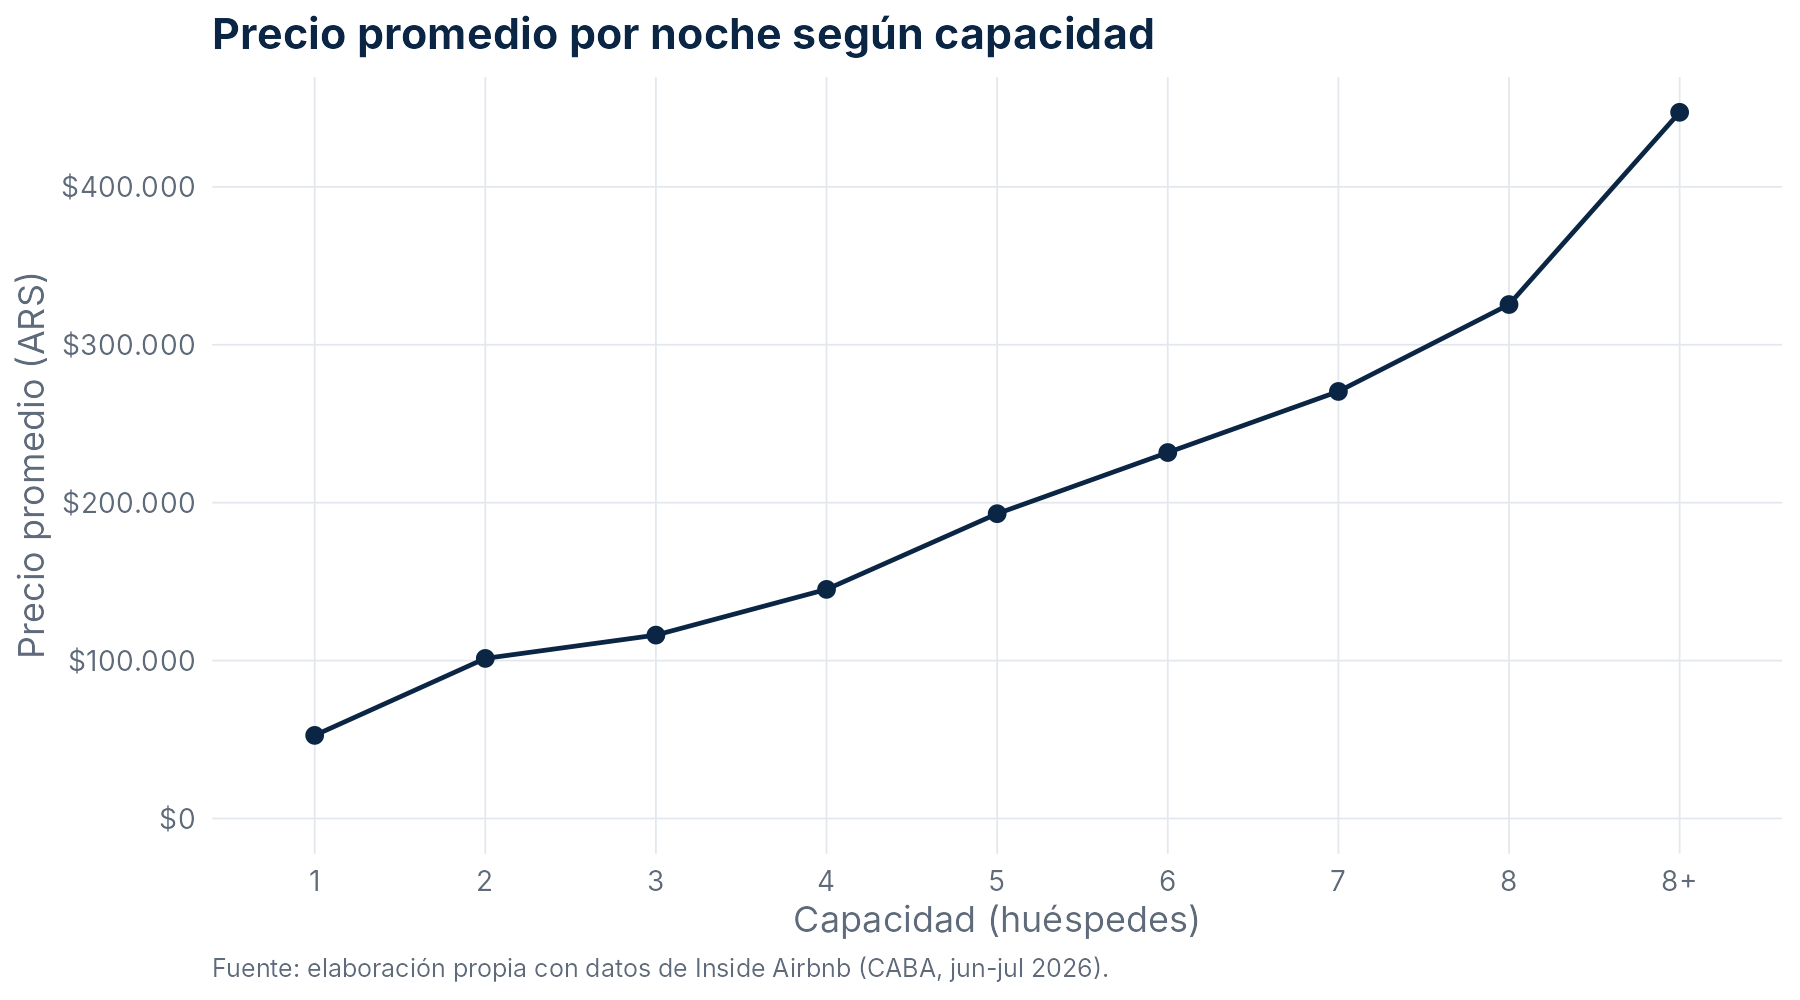 Precio promedio por noche según capacidad
Precio promedio (ARS)
$400.000
$300.000
$200.000
$100.000
$0
1 2 3 4 5 6 7 8 8+
Capacidad (huéspedes)
Fuente: elaboración propia con datos de Inside Airbnb (CABA, jun-jul 2026).